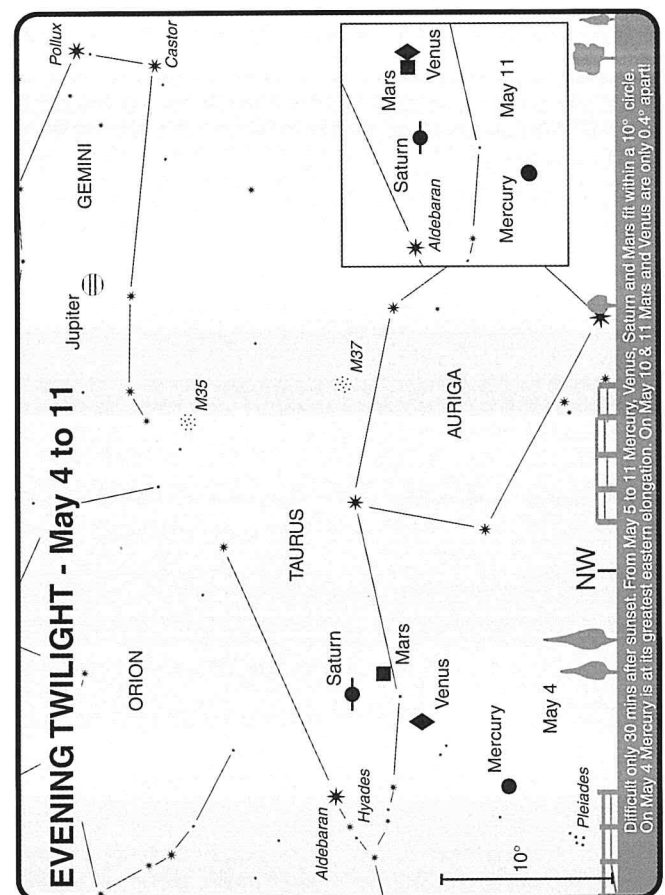 EVENING TWILIGHT - May 4 to 11
Pollux
Castor
GEMINI
Jupiter
M35
ORION
TAURUS
M37
AURIGA
Saturn
Mars
Venus
Mercury
May 4
Aldebaran
Hyades
Pleiades
10°
NW
Mars
Venus
Saturn
Aldebaran
Mercury
May 11
Difficult only 30 mins after sunset. From May 5 to 11 Mercury, Venus, Saturn and Mars fit within a 10° circle.
On May 4 Mercury is at its greatest eastern elongation. On May 10 & 11 Mars and Venus are only 0.4° apart!